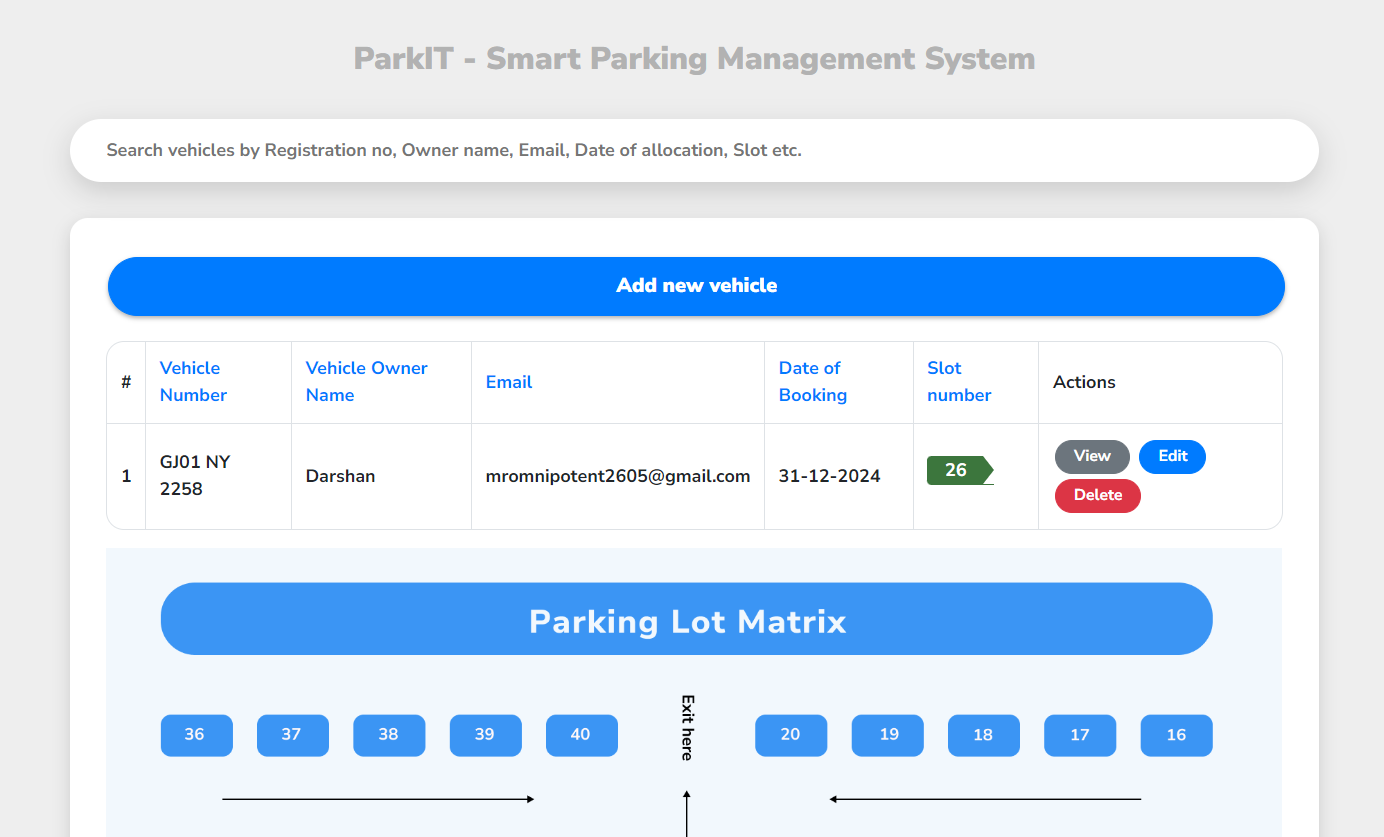 ParkIT - Smart Parking Management System
Search vehicles by Registration no, Owner name, Email, Date of allocation, Slot etc.
Add new vehicle
# Vehicle Number Vehicle Owner Name Email Date of Booking Slot number Actions
1 GJ01 NY 2258 Darshan mromnipotent2605@gmail.com 31-12-2024 26 View Edit Delete
Parking Lot Matrix
Exit here
36 37 38 39 40 20 19 18 17 16